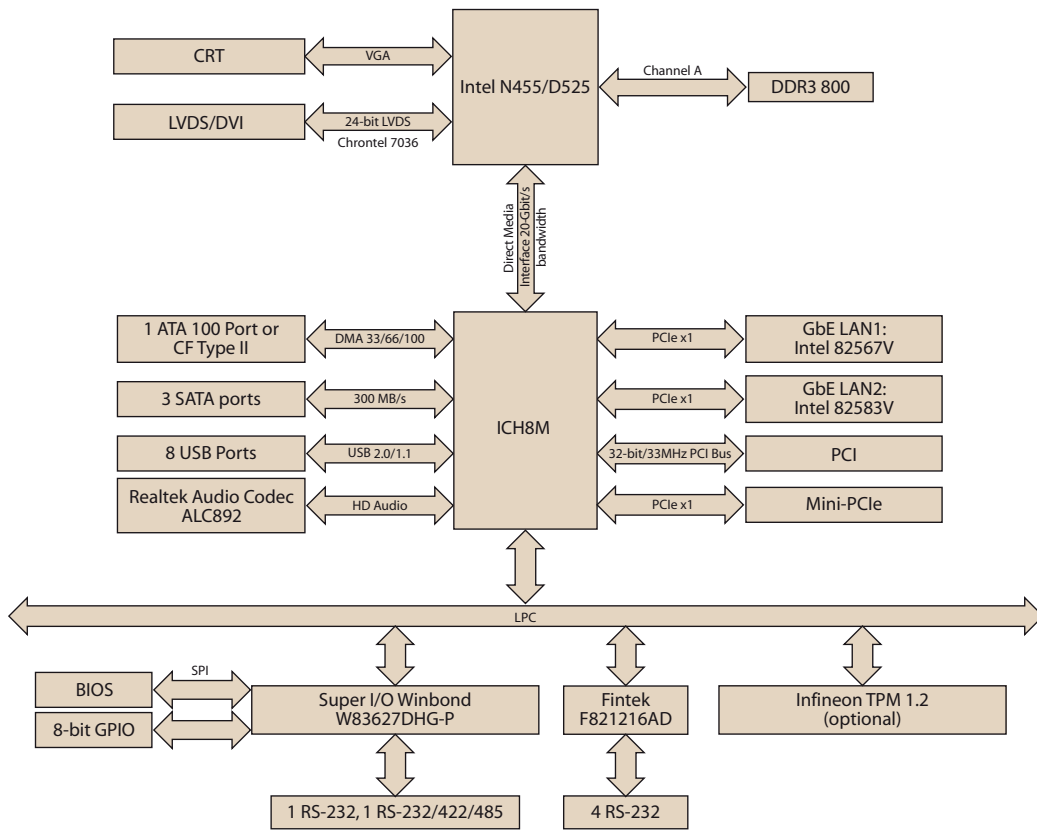 CRT
VGA
Intel N455/D525
Channel A
DDR3 800
LVDS/DVI
24-bit LVDS
Chrontel 7036
Direct Media
Interface 20-Gbit/s
bandwidth
1 ATA 100 Port or
CF Type II
DMA 33/66/100
ICH8M
PCIe x1
GbE LAN1:
Intel 82567V
3 SATA ports
300 MB/s
PCIe x1
GbE LAN2:
Intel 82583V
8 USB Ports
USB 2.0/1.1
32-bit/33MHz PCI Bus
PCI
Realtek Audio Codec
ALC892
HD Audio
PCIe x1
Mini-PCIe
LPC
BIOS
SPI
8-bit GPIO
Super I/O Winbond
W83627DHG-P
Fintek
F821216AD
Infineon TPM 1.2
(optional)
1 RS-232, 1 RS-232/422/485
4 RS-232